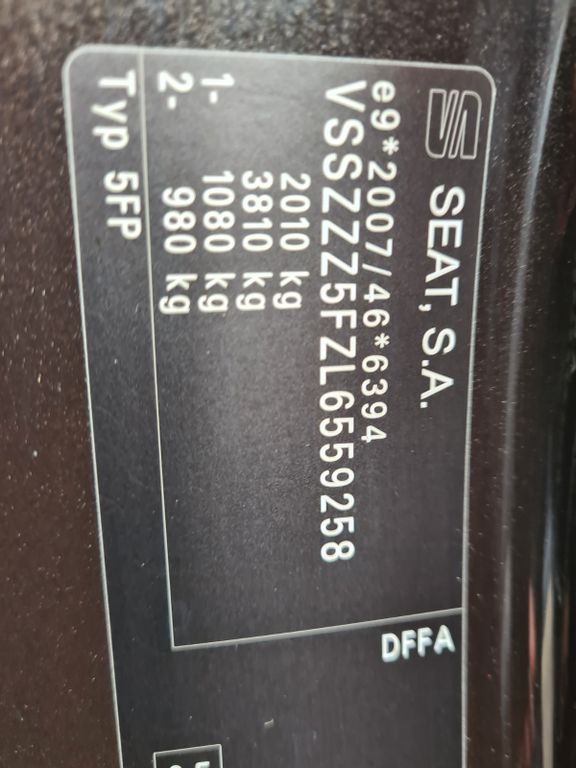 SEAT, S.A.
e9*2007/46*6394
VSSZZZ5FZL6559258
2010 kg
3810 kg
1- 1080 kg
2- 980 kg
Typ 5FP
DFFA